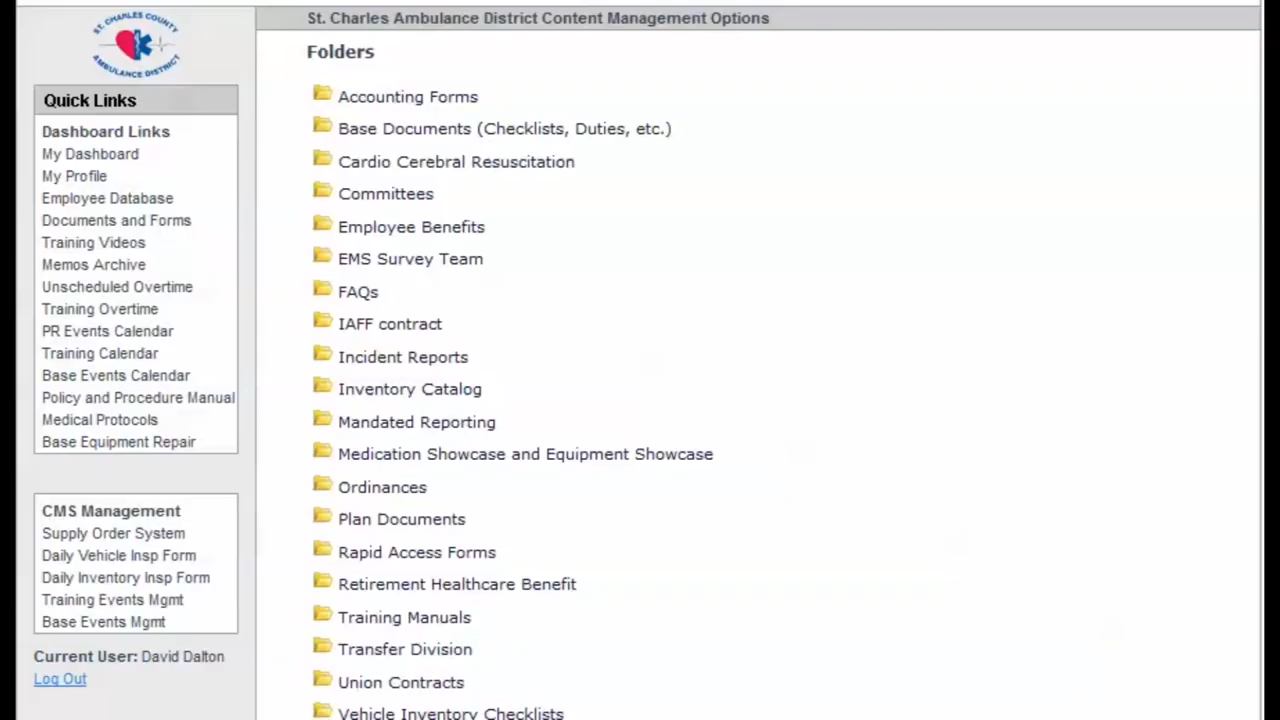 ST. CHARLES COUNTY
AMBULANCE DISTRICT
Quick Links
Dashboard Links
My Dashboard
My Profile
Employee Database
Documents and Forms
Training Videos
Memos Archive
Unscheduled Overtime
Training Overtime
PR Events Calendar
Training Calendar
Base Events Calendar
Policy and Procedure Manual
Medical Protocols
Base Equipment Repair
CMS Management
Supply Order System
Daily Vehicle Insp Form
Daily Inventory Insp Form
Training Events Mgmt
Base Events Mgmt
Current User: David Dalton
Log Out
St. Charles Ambulance District Content Management Options
Folders
Accounting Forms
Base Documents (Checklists, Duties, etc.)
Cardio Cerebral Resuscitation
Committees
Employee Benefits
EMS Survey Team
FAQs
IAFF contract
Incident Reports
Inventory Catalog
Mandated Reporting
Medication Showcase and Equipment Showcase
Ordinances
Plan Documents
Rapid Access Forms
Retirement Healthcare Benefit
Training Manuals
Transfer Division
Union Contracts
Vehicle Inventory Checklists